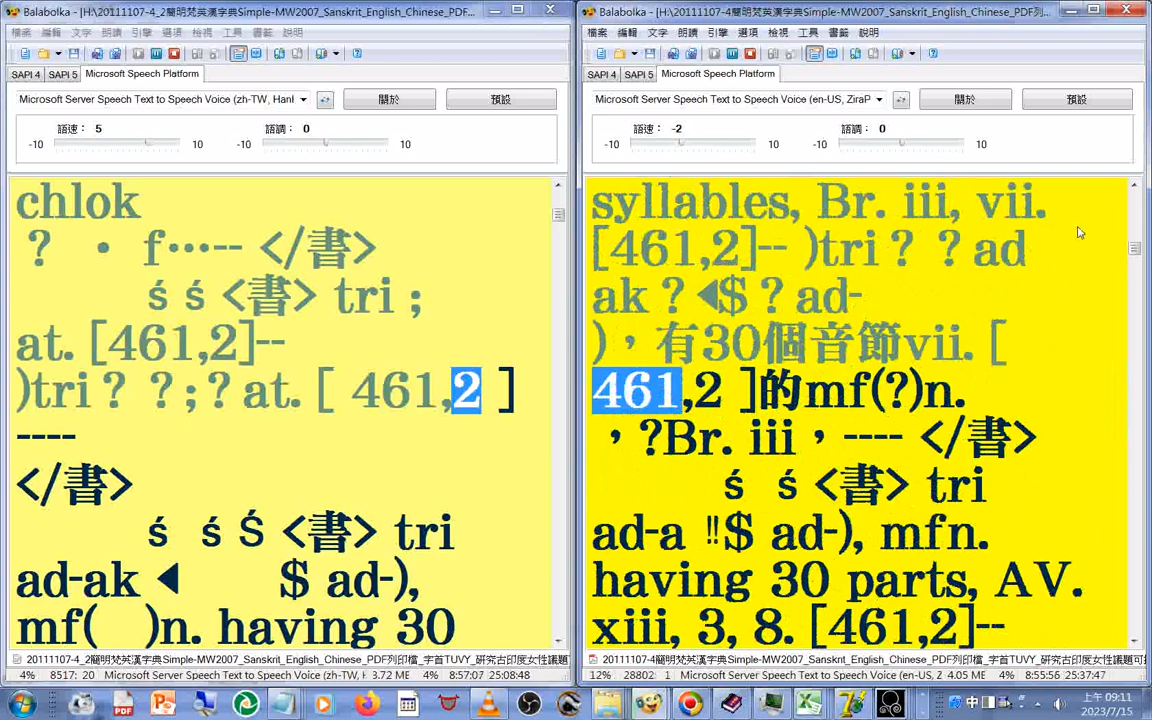 Balabolka - [H:\20111107-4_2簡明梵英漢字典Simple-MW2007_Sanskrit_English_Chinese_PDF...
檔案 編輯 文字 朗讀 引擎 選項 檢視 工具 書籤 說明
SAPI 4 SAPI 5 Microsoft Speech Platform
Microsoft Server Speech Text to Speech Voice (zh-TW, Hanl
關於
預設
語速： 5
語調： 0
-10 10 -10 10
chlok
? • f…-- </書>
ś ś <書> tri ;
at. [461,2]--
)tri ? ? ; ? at. [ 461,2 ]
----
</書>
ś ś Ś <書> tri
ad-ak ◀ $ ad-),
mf( )n. having 30
20111107-4_2簡明梵英漢字典Simple-MW2007_Sanskrit_English_Chinese_PDF列印檔_字首TUVY_研究古印度女性議題
4% 8517: 20 Microsoft Server Speech Text to Speech Voice (zh-TW, H 3.72 MB 4% 8:57:07 25:08:48
Balabolka - [H:\20111107-4簡明梵英漢字典Simple-MW2007_Sanskrit_English_Chinese_PDF列...
檔案 編輯 文字 朗讀 引擎 選項 檢視 工具 書籤 說明
SAPI 4 SAPI 5 Microsoft Speech Platform
Microsoft Server Speech Text to Speech Voice (en-US, ZiraP
關於
預設
語速： -2
語調： 0
-10 10 -10 10
syllables, Br. iii, vii.
[461,2]-- )tri ? ? ad
ak ? ◀$ ? ad-
)，有30個音節vii. [
461,2 ]的mf(?)n.
，?Br. iii，---- </書>
ś ś <書> tri
ad-a ‼$ ad-), mfn.
having 30 parts, AV.
xiii, 3, 8. [461,2]--
20111107-4簡明梵英漢字典Simple-MW2007_Sanskrit_English_Chinese_PDF列印檔_字首TUVY_研究古印度女性議題可
12% 28802: 1 Microsoft Server Speech Text to Speech Voice (en-US, Z 4.05 MB 4% 8:55:56 25:37:47
上午 09:11
2023/7/15